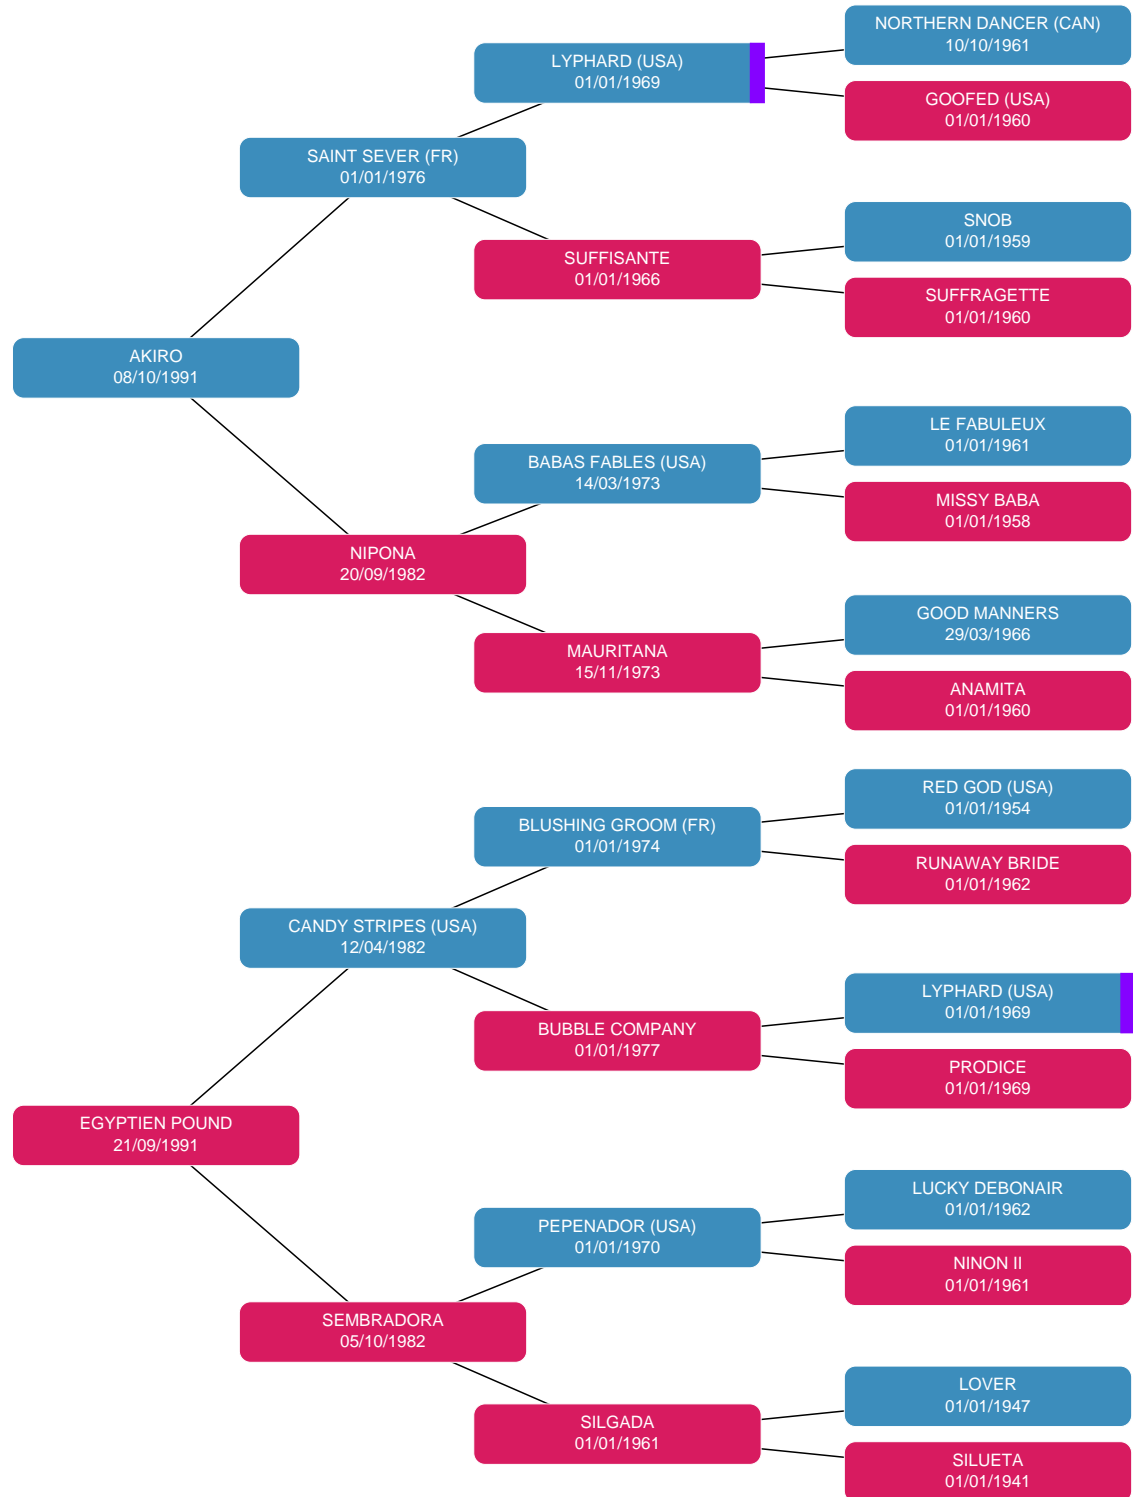 NORTHERN DANCER (CAN)
10/10/1961
LYPHARD (USA)
01/01/1969
GOOFED (USA)
01/01/1960
SAINT SEVER (FR)
01/01/1976
SNOB
01/01/1959
SUFFISANTE
01/01/1966
SUFFRAGETTE
01/01/1960
AKIRO
08/10/1991
LE FABULEUX
01/01/1961
BABAS FABLES (USA)
14/03/1973
MISSY BABA
01/01/1958
NIPONA
20/09/1982
GOOD MANNERS
29/03/1966
MAURITANA
15/11/1973
ANAMITA
01/01/1960
RED GOD (USA)
01/01/1954
BLUSHING GROOM (FR)
01/01/1974
RUNAWAY BRIDE
01/01/1962
CANDY STRIPES (USA)
12/04/1982
LYPHARD (USA)
01/01/1969
BUBBLE COMPANY
01/01/1977
PRODICE
01/01/1969
EGYPTIEN POUND
21/09/1991
LUCKY DEBONAIR
01/01/1962
PEPENADOR (USA)
01/01/1970
NINON II
01/01/1961
SEMBRADORA
05/10/1982
LOVER
01/01/1947
SILGADA
01/01/1961
SILUETA
01/01/1941